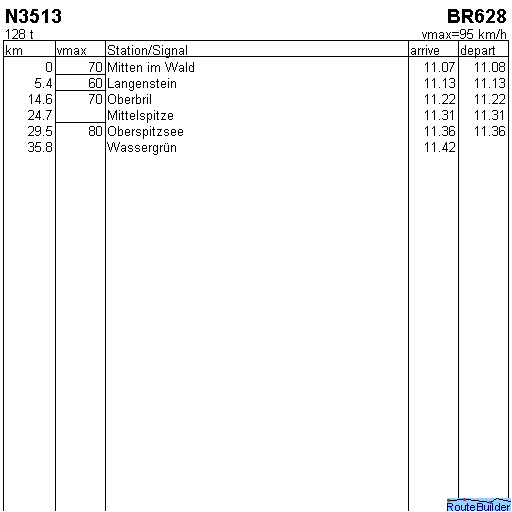 N3513 BR628
128 t vmax=95 km/h
km vmax Station/Signal arrive depart
0 70 Mitten im Wald 11.07 11.08
5.4 60 Langenstein 11.13 11.13
14.6 70 Oberbril 11.22 11.22
24.7 Mittelspitze 11.31 11.31
29.5 80 Oberspitzsee 11.36 11.36
35.8 Wassergrün 11.42
RouteBuilder